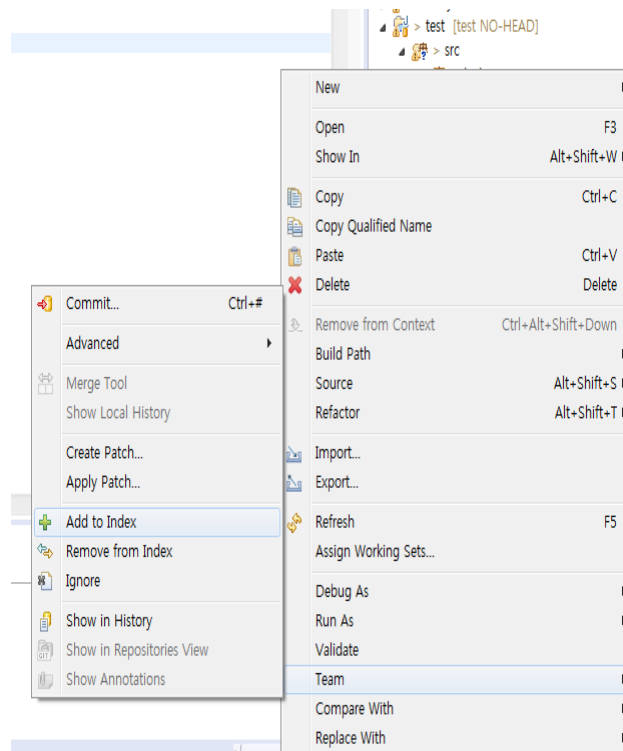 > test [test NO-HEAD]
> src
New
Open F3
Show In Alt+Shift+W
Copy Ctrl+C
Copy Qualified Name
Paste Ctrl+V
Delete Delete
Remove from Context Ctrl+Alt+Shift+Down
Build Path
Source Alt+Shift+S
Refactor Alt+Shift+T
Import...
Export...
Refresh F5
Assign Working Sets...
Debug As
Run As
Validate
Team
Compare With
Replace With
Commit... Ctrl+#
Advanced
Merge Tool
Show Local History
Create Patch...
Apply Patch...
Add to Index
Remove from Index
Ignore
Show in History
Show in Repositories View
Show Annotations